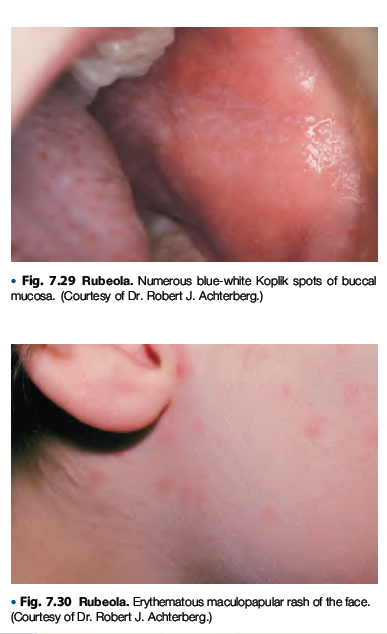 • Fig. 7.29 Rubeola. Numerous blue-white Koplik spots of buccal
mucosa. (Courtesy of Dr. Robert J. Achterberg.)
• Fig. 7.30 Rubeola. Erythematous maculopapular rash of the face.
(Courtesy of Dr. Robert J. Achterberg.)